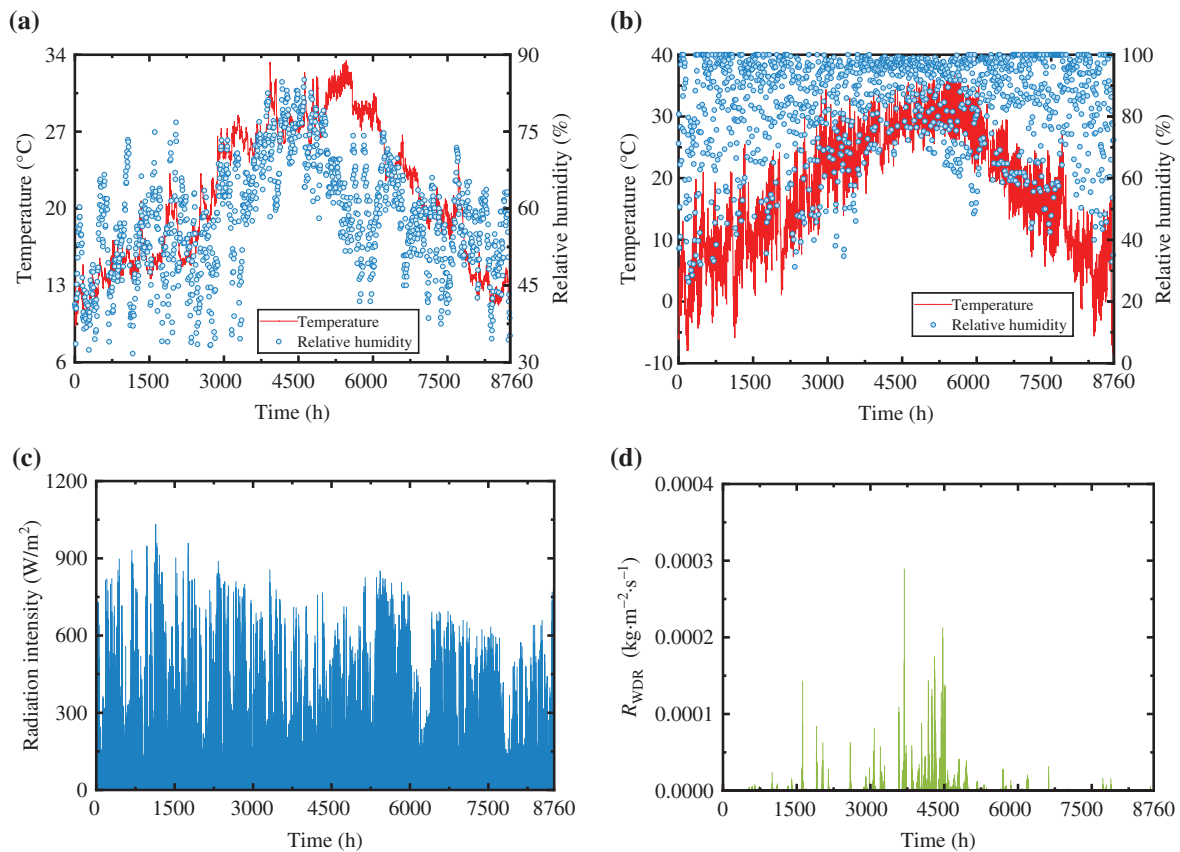 (a)
34
27
20
13
6
Temperature (°C)
90
75
60
45
30
Relative humidity (%)
Temperature
Relative humidity
0 1500 3000 4500 6000 7500 8760
Time (h)
(b)
40
30
20
10
0
-10
Temperature (°C)
100
80
60
40
20
0
Relative humidity (%)
Temperature
Relative humidity
0 1500 3000 4500 6000 7500 8760
Time (h)
(c)
1200
900
600
300
0
Radiation intensity (W/m²)
0 1500 3000 4500 6000 7500 8760
Time (h)
(d)
0.0004
0.0003
0.0002
0.0001
0.0000
R_WDR (kg·m⁻²·s⁻¹)
0 1500 3000 4500 6000 7500 8760
Time (h)